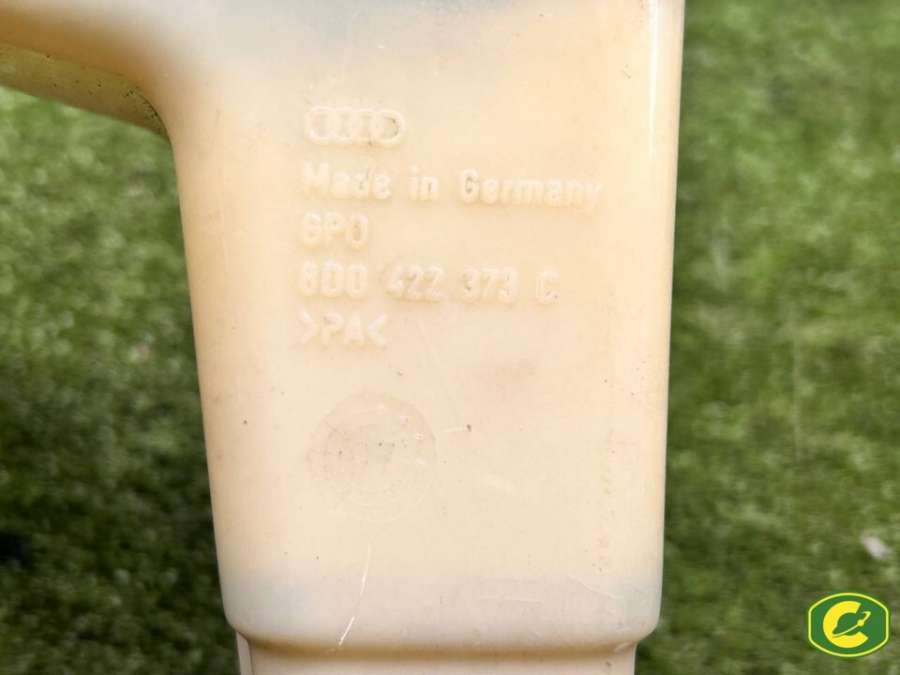 Made in Germany
GPO
8D0 422 373 C
>PA<
C